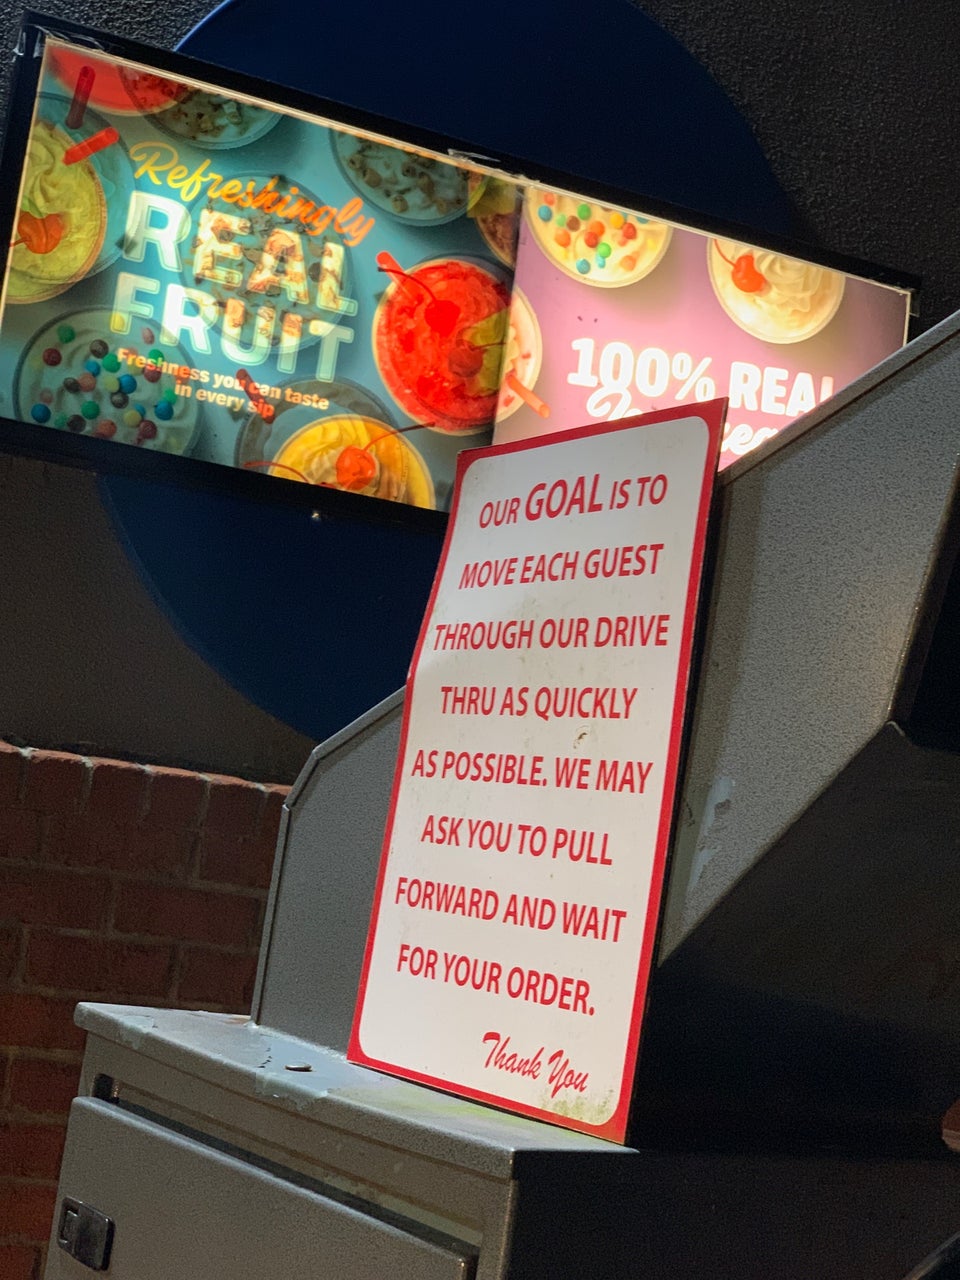 Refreshingly
REAL
FRUIT
Freshness you can taste
in every sip
100% REAL
OUR GOAL IS TO
MOVE EACH GUEST
THROUGH OUR DRIVE
THRU AS QUICKLY
AS POSSIBLE. WE MAY
ASK YOU TO PULL
FORWARD AND WAIT
FOR YOUR ORDER.
Thank You